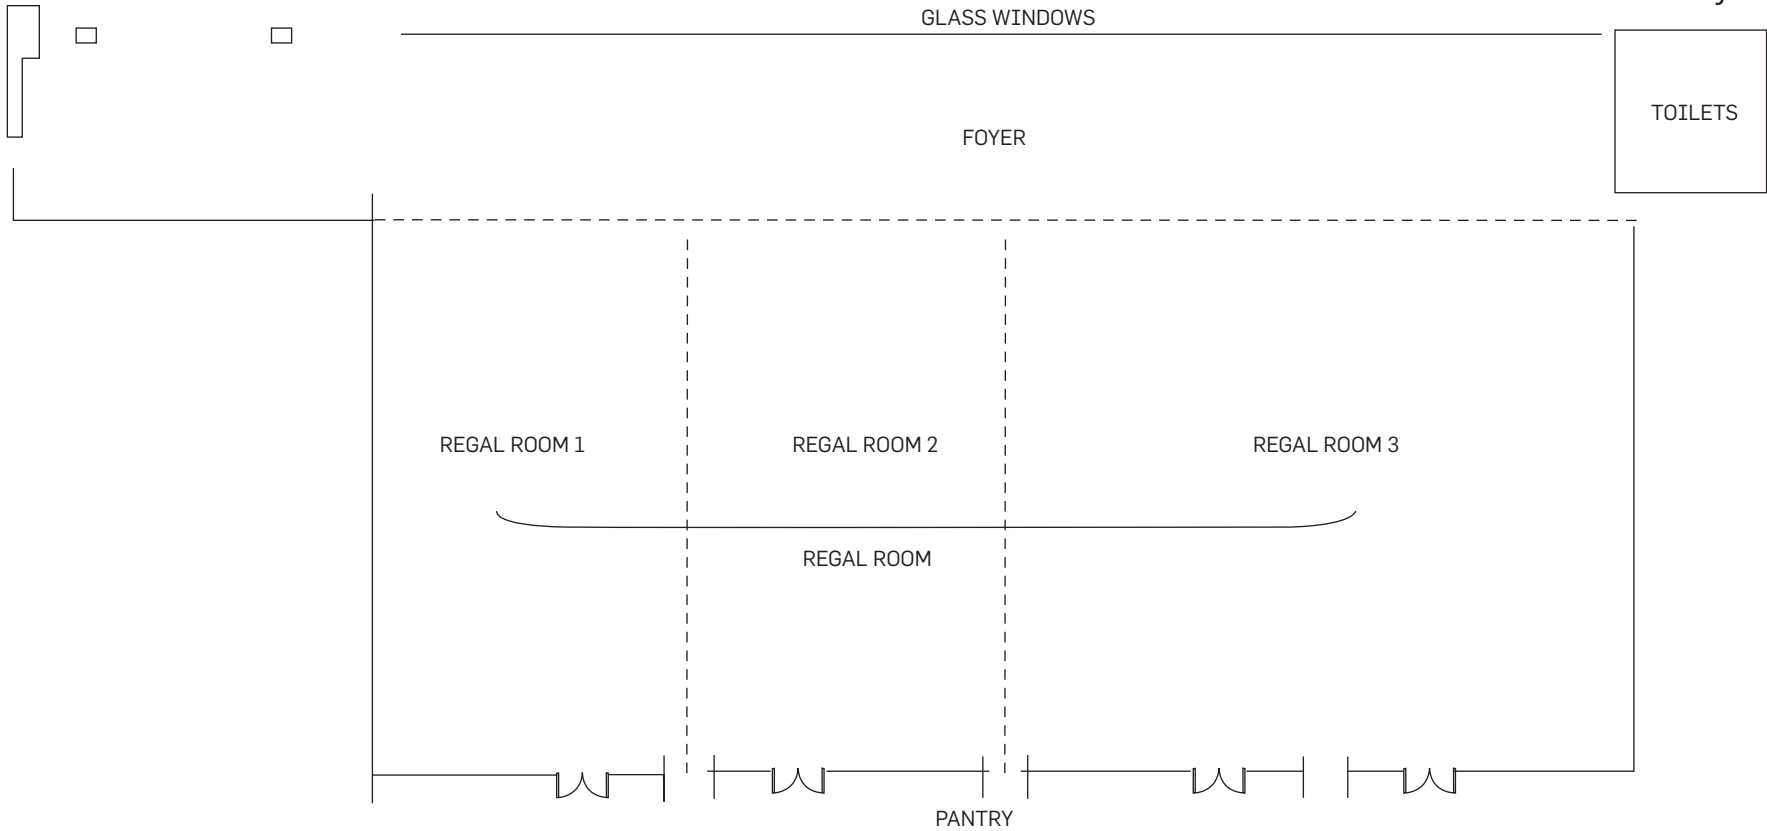 GLASS WINDOWS
TOILETS
FOYER
REGAL ROOM 1
REGAL ROOM 2
REGAL ROOM 3
REGAL ROOM
PANTRY